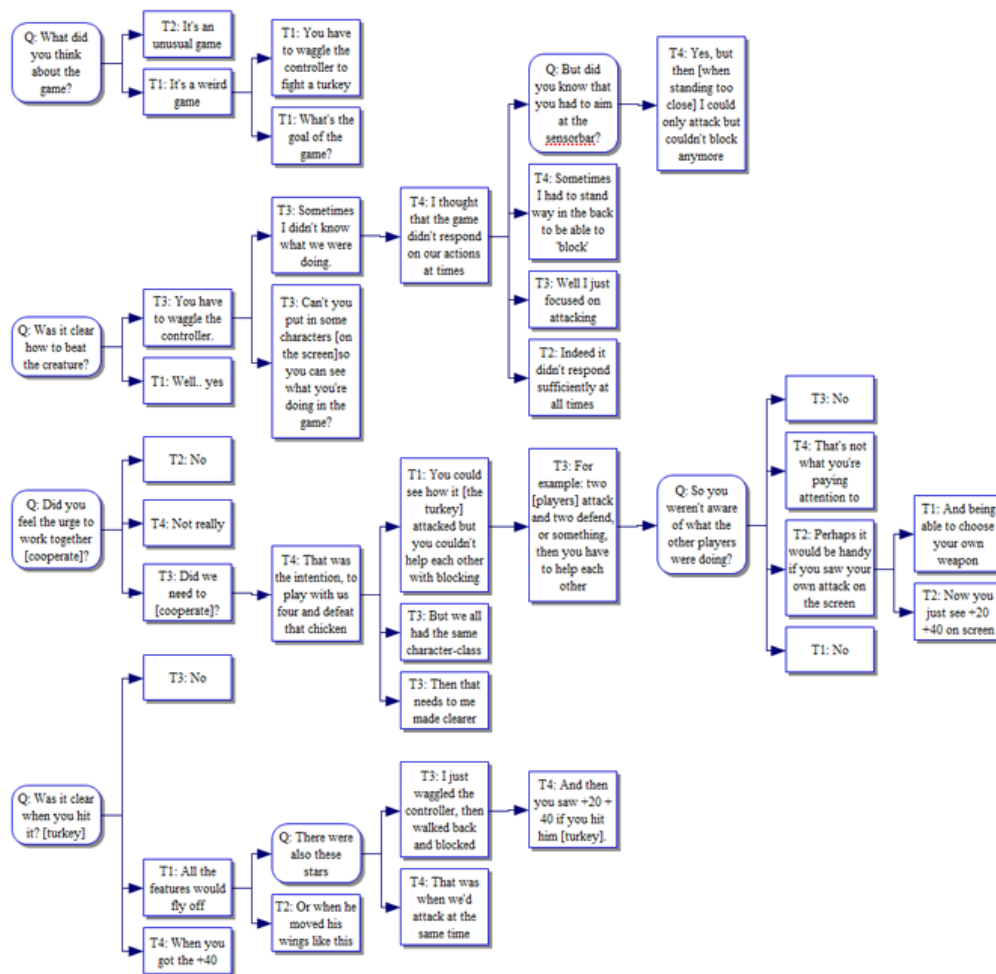 Q: What did
you think
about the
game?
T2: It's an
unusual game
T1: It's a weird
game
T1: You have
to waggle the
controller to
fight a turkey
T1: What's the
goal of the
game?
Q: Was it clear
how to beat
the creature?
T3: You have
to waggle the
controller.
T1: Well.. yes
T3: Sometimes
I didn't know
what we were
doing.
T3: Can't you
put in some
characters [on
the screen]so
you can see
what you're
doing in the
game?
T4: I thought
that the game
didn't respond
on our actions
at times
Q: But did
you know that
you had to aim
at the
sensorbar?
T4: Yes, but
then [when
standing too
close] I could
only attack but
couldn't block
anymore
T4: Sometimes
I had to stand
way in the back
to be able to
'block'
T3: Well I just
focused on
attacking
T2: Indeed it
didn't respond
sufficiently at
all times
Q: Did you
feel the urge to
work together
[cooperate]?
T2: No
T4: Not really
T3: Did we
need to
[cooperate]?
T4: That was
the intention, to
play with us
four and defeat
that chicken
T1: You could
see how it [the
turkey]
attacked but
you couldn't
help each other
with blocking
T3: But we all
had the same
character-class
T3: Then that
needs to me
made clearer
T3: For
example: two
[players] attack
and two defend,
or something,
then you have
to help each
other
Q: So you
weren't aware
of what the
other players
were doing?
T3: No
T4: That's not
what you're
paying
attention to
T2: Perhaps it
would be handy
if you saw your
own attack on
the screen
T1: No
T1: And being
able to choose
your own
weapon
T2: Now you
just see +20
+40 on screen
Q: Was it clear
when you hit
it? [turkey]
T3: No
T1: All the
features would
fly off
T4: When you
got the +40
Q: There were
also these
stars
T2: Or when he
moved his
wings like this
T3: I just
waggled the
controller, then
walked back
and blocked
T4: That was
when we'd
attack at the
same time
T4: And then
you saw +20 +
40 if you hit
him [turkey].